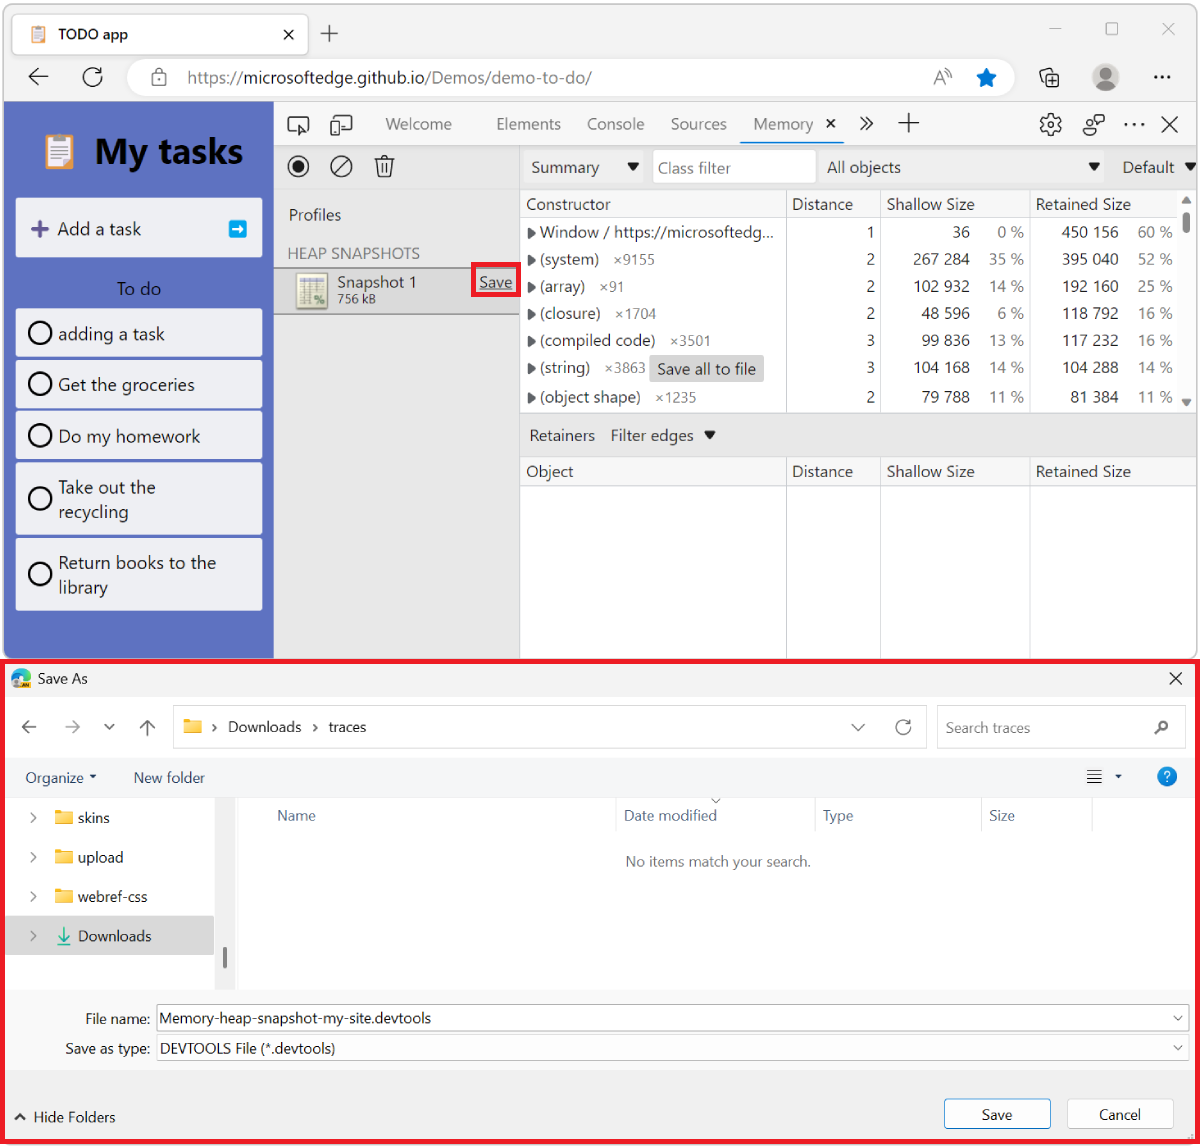 TODO app
https://microsoftedge.github.io/Demos/demo-to-do/
My tasks
Add a task
To do
adding a task
Get the groceries
Do my homework
Take out the
recycling
Return books to the
library
Welcome Elements Console Sources Memory
Profiles
HEAP SNAPSHOTS
Snapshot 1 Save
756 kB
Summary Class filter All objects Default
Constructor Distance Shallow Size Retained Size
Window / https://microsoftedg... 1 36 0 % 450 156 60 %
(system) ×9155 2 267 284 35 % 395 040 52 %
(array) ×91 2 102 932 14 % 192 160 25 %
(closure) ×1704 2 48 596 6 % 118 792 16 %
(compiled code) ×3501 3 99 836 13 % 117 232 16 %
(string) ×3863 Save all to file 3 104 168 14 % 104 288 14 %
(object shape) ×1235 2 79 788 11 % 81 384 11 %
Retainers Filter edges
Object Distance Shallow Size Retained Size
Save As
Downloads traces Search traces
Organize New folder
skins
upload
webref-css
Downloads
Name Date modified Type Size
No items match your search.
File name: Memory-heap-snapshot-my-site.devtools
Save as type: DEVTOOLS File (*.devtools)
Hide Folders Save Cancel